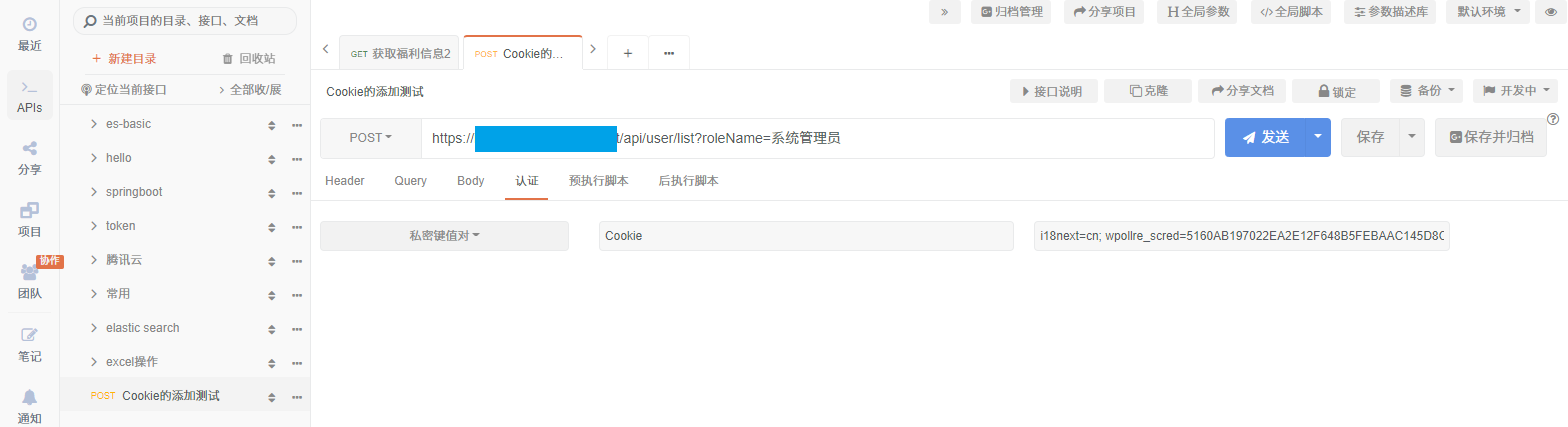 最近
APIs
分享
项目
协作
团队
笔记
通知
当前项目的目录、接口、文档
+ 新建目录 回收站
定位当前接口 全部收/展
es-basic
hello
springboot
token
腾讯云
常用
elastic search
excel操作
POST Cookie的添加测试
» 归档管理 分享项目 H 全局参数 </> 全局脚本 参数描述库 默认环境
GET 获取福利信息2 POST Cookie的... + ...
Cookie的添加测试 接口说明 克隆 分享文档 锁定 备份 开发中
POST https:// t/api/user/list?roleName=系统管理员 发送 保存 保存并归档
Header Query Body 认证 预执行脚本 后执行脚本
私密键值对 Cookie i18next=cn; wpollre_scred=5160AB197022EA2E12F648B5FEBAAC145D8C